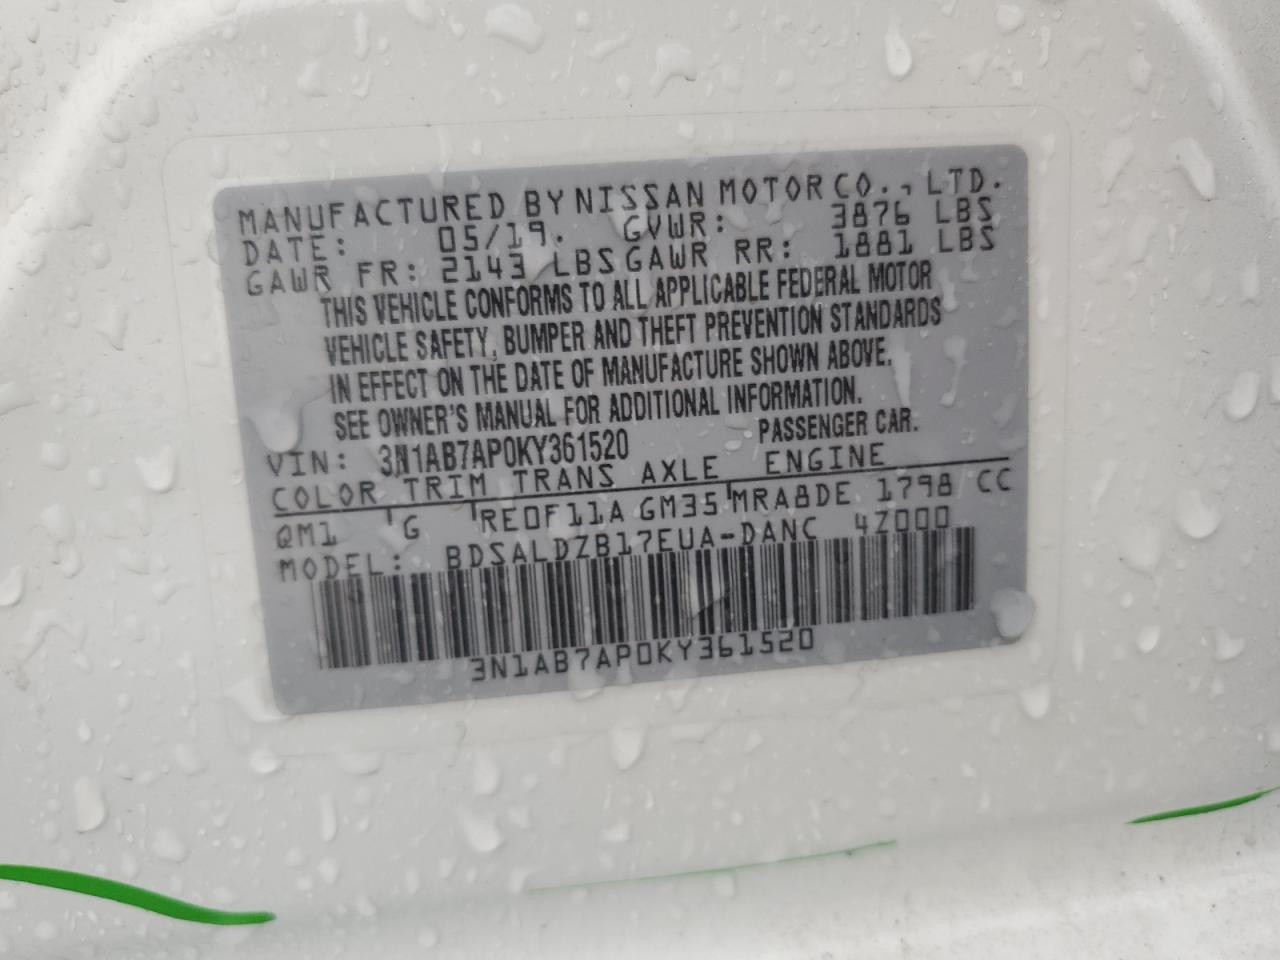 MANUFACTURED BY NISSAN MOTOR CO., LTD.
DATE: 05/19. GVWR: 3876 LBS
GAWR FR: 2143 LBS GAWR RR: 1881 LBS
THIS VEHICLE CONFORMS TO ALL APPLICABLE FEDERAL MOTOR
VEHICLE SAFETY, BUMPER AND THEFT PREVENTION STANDARDS
IN EFFECT ON THE DATE OF MANUFACTURE SHOWN ABOVE.
SEE OWNER'S MANUAL FOR ADDITIONAL INFORMATION.
VIN: 3N1AB7AP0KY361520 PASSENGER CAR.
COLOR TRIM TRANS AXLE ENGINE
QM1 G RE0F11A GM35 MRA8DE 1798 CC
MODEL: BDSALDZB17EUA-DANC 4Z000
3N1AB7AP0KY361520